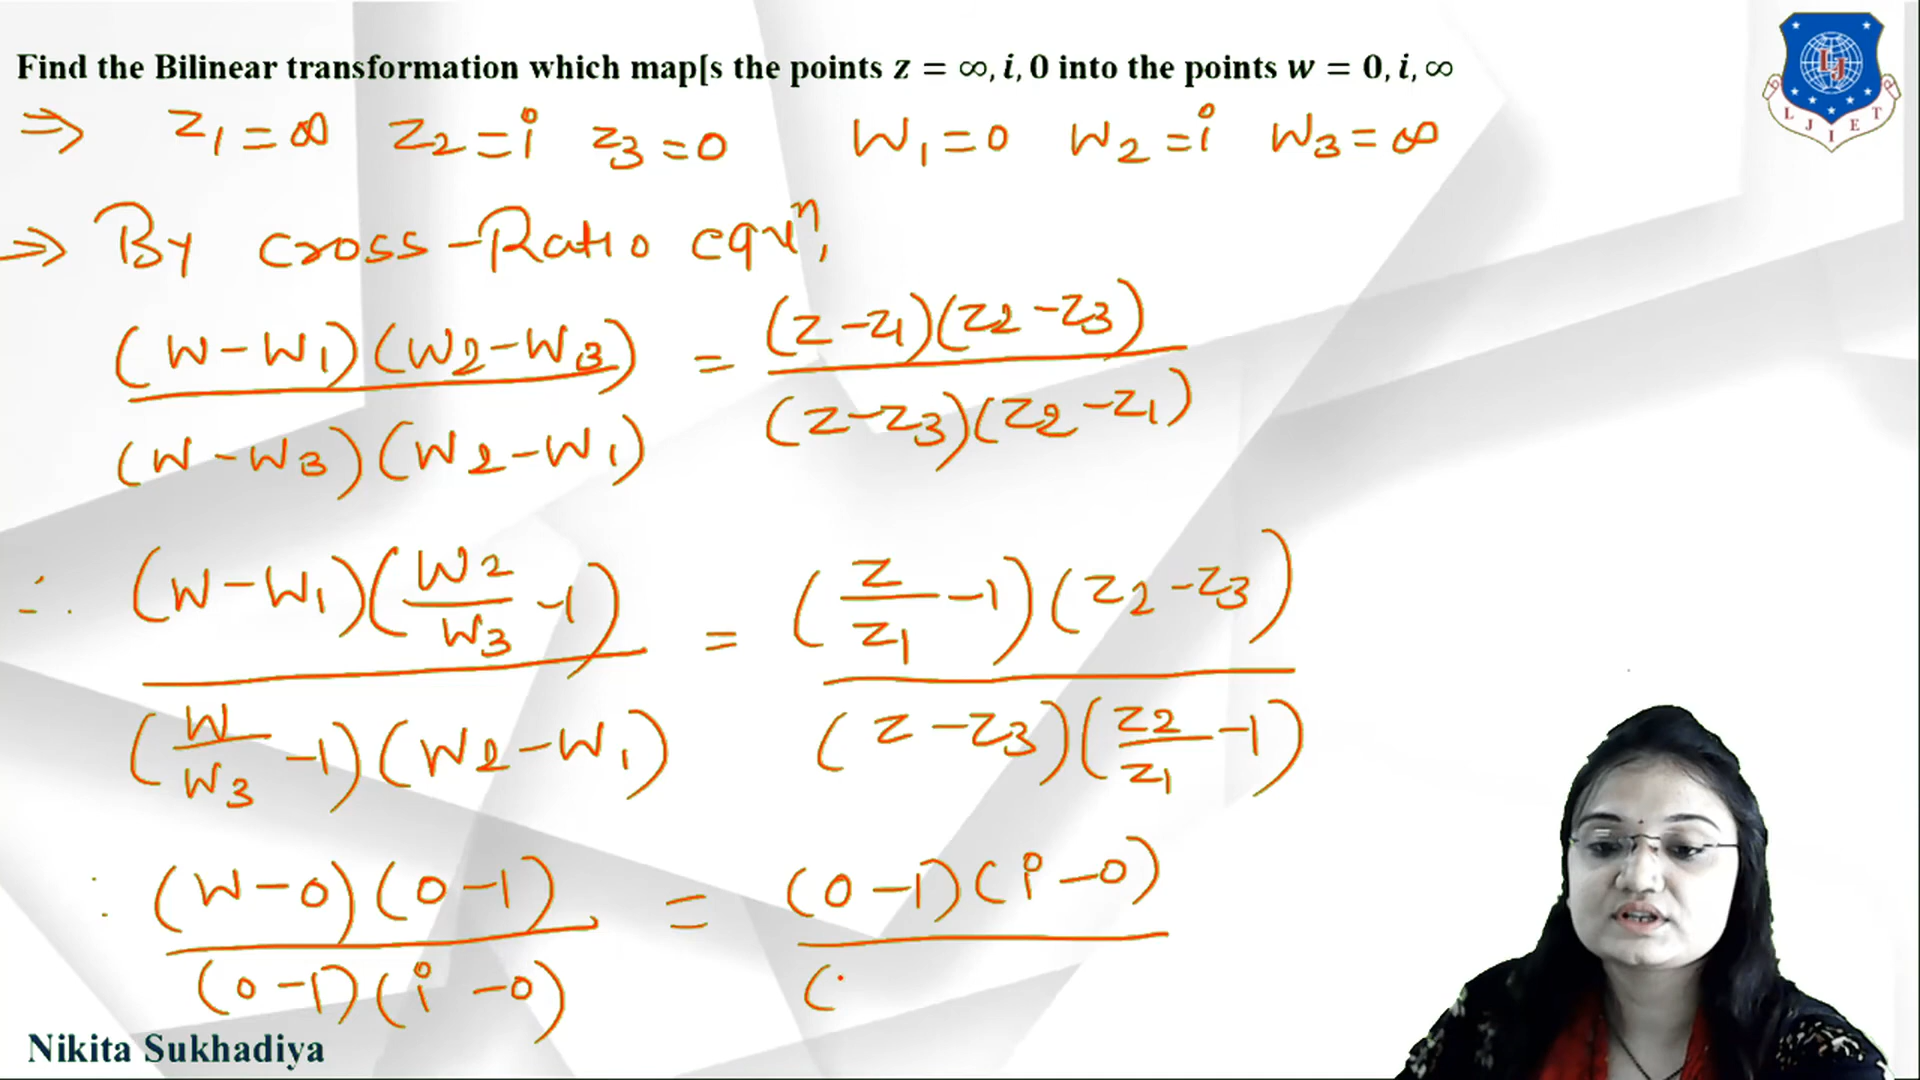 Find the Bilinear transformation which map[s the points z = ∞, i, 0 into the points w = 0, i, ∞
LJIET
⇒ z₁ = ∞ z₂ = i z₃ = 0 w₁ = 0 w₂ = i w₃ = ∞
⇒ By cross-Ratio eqⁿ,
(w-w₁)(w₂-w₃) / (w-w₃)(w₂-w₁) = (z-z₁)(z₂-z₃) / (z-z₃)(z₂-z₁)
∴ (w-w₁)(w₂/w₃ -1) / (w/w₃ -1)(w₂-w₁) = (z/z₁ -1)(z₂-z₃) / (z-z₃)(z₂/z₁ -1)
: (w-0)(0-1) / (0-1)(i-0) = (0-1)(i-0) / (
Nikita Sukhadiya